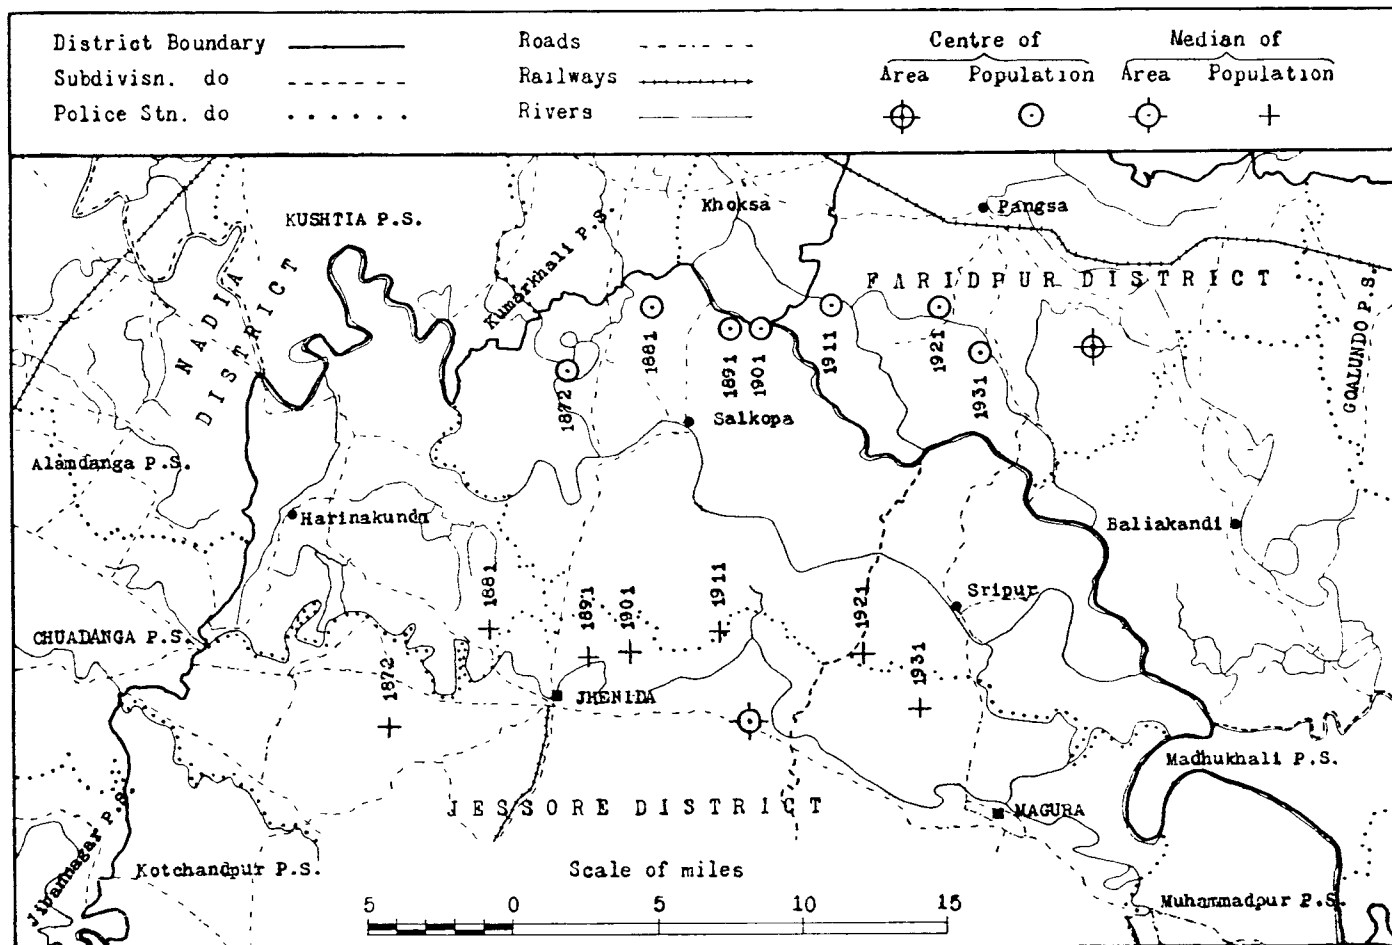 District Boundary
Subdivisn. do
Police Stn. do
Roads
Railways
Rivers
Centre of
Area Population
Median of
Area Population
KUSHTIA P.S.
Khoksa
Pangsa
Kumarkhali P.S.
NADIA
DISTRICT
FARIDPUR DISTRICT
GOALUNDO P.S.
1881
1891
1901
1911
1921
1931
1872
Salkopa
Alamdanga P.S.
Harinakunda
Baliakandi
1881
1891
1901
1911
1921
1931
1872
Sripur
CHUADANGA P.S.
JHENIDA
Madhukhali P.S.
JESSORE DISTRICT
MAGURA
Jibannagar P.S.
Kotchandpur P.S.
Scale of miles
5 0 5 10 15
Muhammadpur P.S.